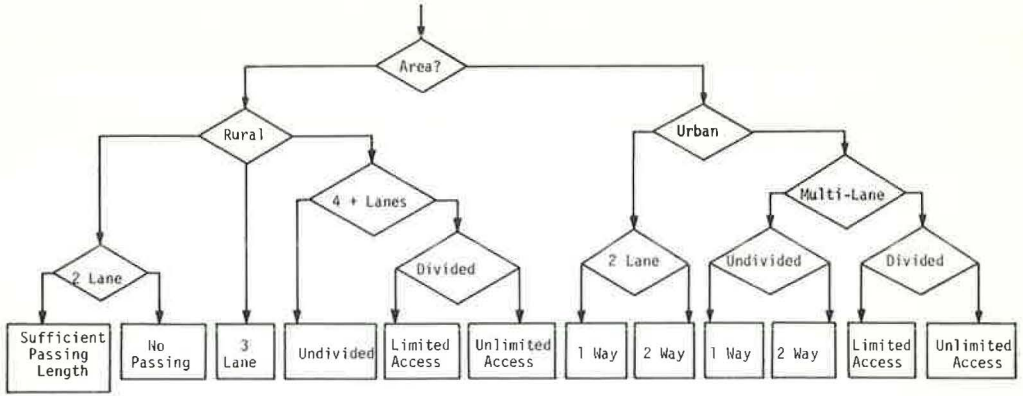 Area?
Rural
Urban
4 + Lanes
Multi-Lane
2 Lane
Divided
2 Lane
Undivided
Divided
Sufficient
Passing
Length
No
Passing
3
Lane
Undivided
Limited
Access
Unlimited
Access
1 Way
2 Way
1 Way
2 Way
Limited
Access
Unlimited
Access